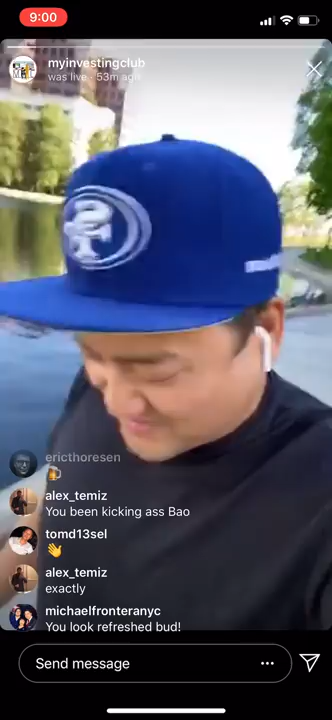 9:00
myinvestingclub
was live · 53m ago
SF
ericthoresen
alex_temiz
You been kicking ass Bao
tomd13sel
alex_temiz
exactly
michaelfronteranyc
You look refreshed bud!
Send message